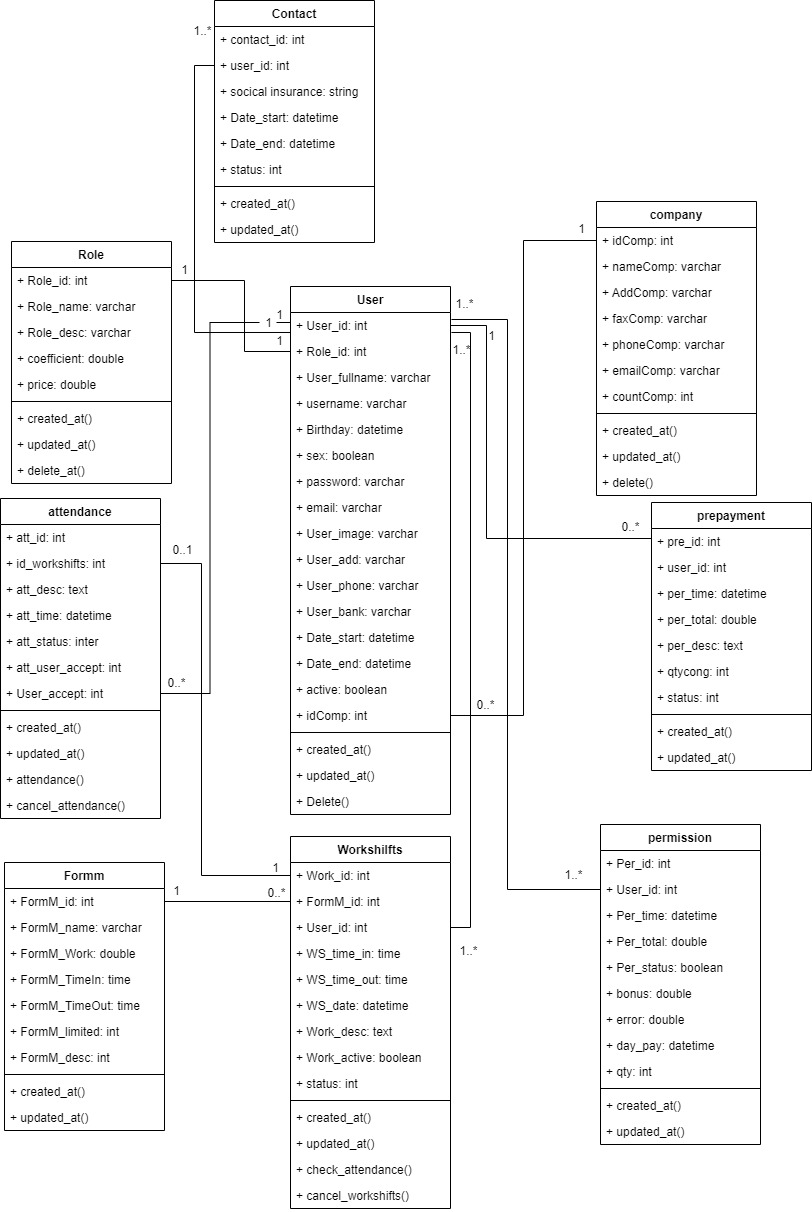 Contact
1..*
+ contact_id: int
+ user_id: int
+ socical insurance: string
+ Date_start: datetime
+ Date_end: datetime
+ status: int
+ created_at()
+ updated_at()
Role
+ Role_id: int
+ Role_name: varchar
+ Role_desc: varchar
+ coefficient: double
+ price: double
+ created_at()
+ updated_at()
+ delete_at()
1
1
1
1
User
+ User_id: int
+ Role_id: int
+ User_fullname: varchar
+ username: varchar
+ Birthday: datetime
+ sex: boolean
+ password: varchar
+ email: varchar
+ User_image: varchar
+ User_add: varchar
+ User_phone: varchar
+ User_bank: varchar
+ Date_start: datetime
+ Date_end: datetime
+ active: boolean
+ idComp: int
+ created_at()
+ updated_at()
+ Delete()
1..*
1
1..*
0..*
1
company
+ idComp: int
+ nameComp: varchar
+ AddComp: varchar
+ faxComp: varchar
+ phoneComp: varchar
+ emailComp: varchar
+ countComp: int
+ created_at()
+ updated_at()
+ delete()
attendance
+ att_id: int
+ id_workshifts: int
+ att_desc: text
+ att_time: datetime
+ att_status: inter
+ att_user_accept: int
+ User_accept: int
+ created_at()
+ updated_at()
+ attendance()
+ cancel_attendance()
0..1
0..*
0..*
prepayment
+ pre_id: int
+ user_id: int
+ per_time: datetime
+ per_total: double
+ per_desc: text
+ qtycong: int
+ status: int
+ created_at()
+ updated_at()
Formm
+ FormM_id: int
+ FormM_name: varchar
+ FormM_Work: double
+ FormM_TimeIn: time
+ FormM_TimeOut: time
+ FormM_limited: int
+ FormM_desc: int
+ created_at()
+ updated_at()
1
1
0..*
Workshilfts
+ Work_id: int
+ FormM_id: int
+ User_id: int
+ WS_time_in: time
+ WS_time_out: time
+ WS_date: datetime
+ Work_desc: text
+ Work_active: boolean
+ status: int
+ created_at()
+ updated_at()
+ check_attendance()
+ cancel_workshifts()
1..*
1..*
permission
+ Per_id: int
+ User_id: int
+ Per_time: datetime
+ Per_total: double
+ Per_status: boolean
+ bonus: double
+ error: double
+ day_pay: datetime
+ qty: int
+ created_at()
+ updated_at()